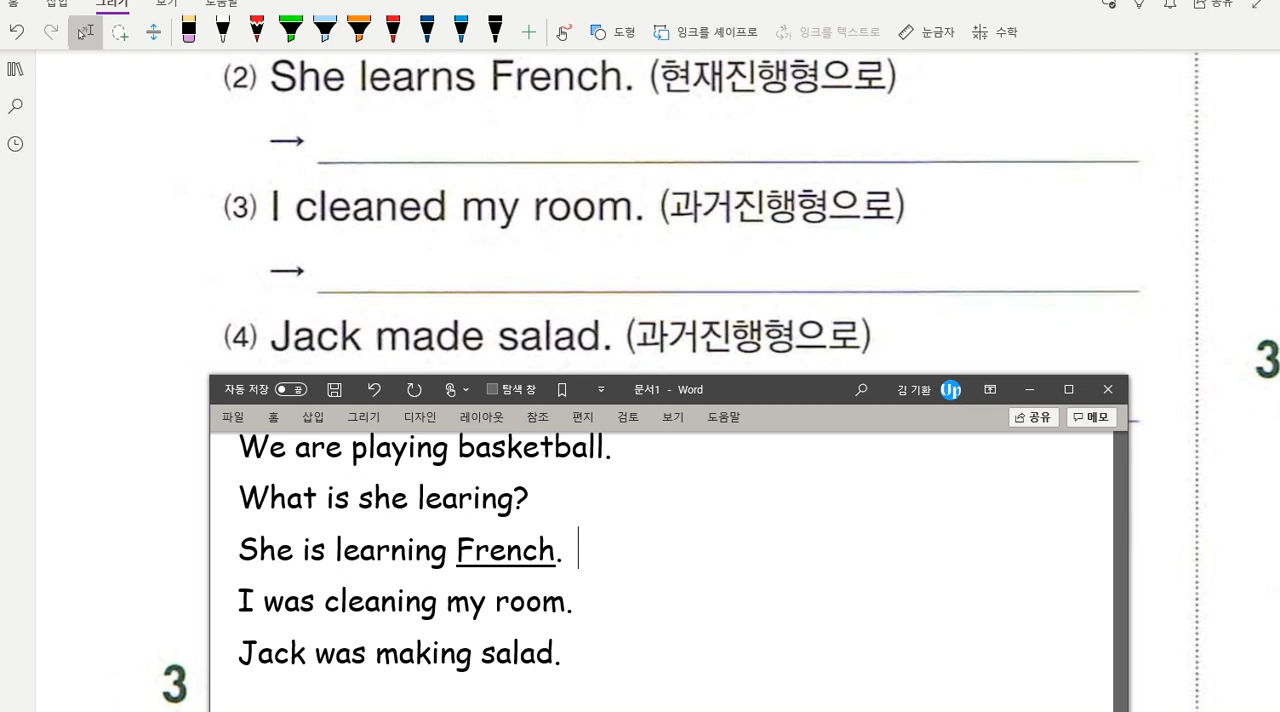 홈 삽입 그리기 보기 도움말 공유
도형 잉크를 셰이프로 잉크를 텍스트로 눈금자 수학
(2) She learns French. (현재진행형으로)
→
(3) I cleaned my room. (과거진행형으로)
→
(4) Jack made salad. (과거진행형으로)
3
자동 저장 끔 탐색 창 문서1 - Word 김 기환 Up
파일 홈 삽입 그리기 디자인 레이아웃 참조 편지 검토 보기 도움말 공유 메모
We are playing basketball.
What is she learing?
She is learning French.
I was cleaning my room.
Jack was making salad.
3